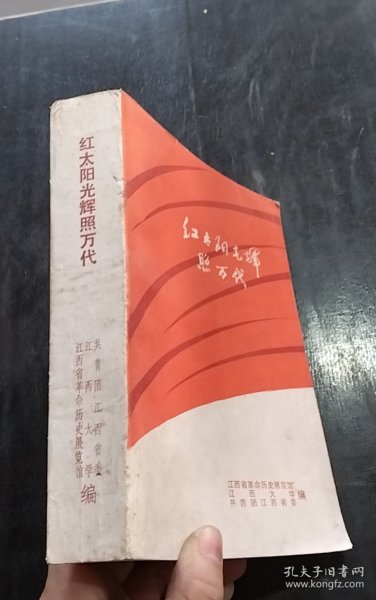 红太阳光辉照万代
共青团江西省委
江西大学
江西省革命历史展览馆
编
红太阳光辉
照万代
江西省革命历史展览馆
江西大学
共青团江西省委
编
孔夫子旧书网
www.kongfz.com